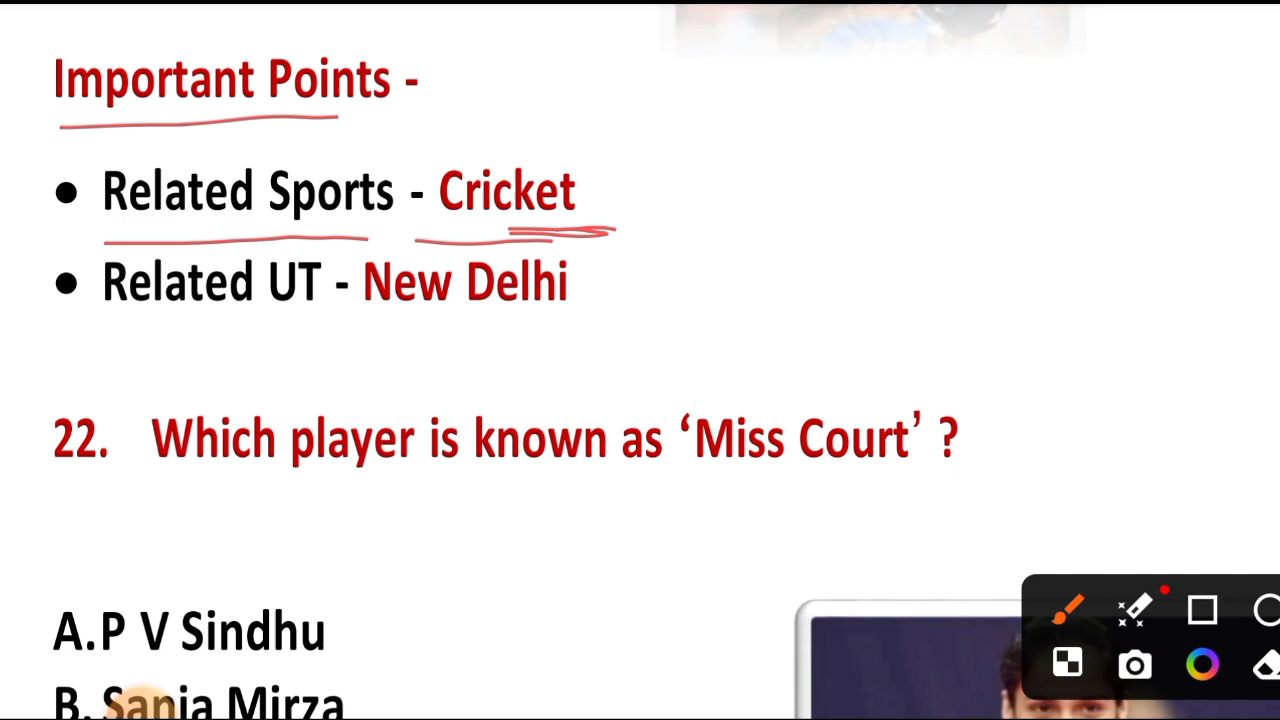 Important Points -
• Related Sports - Cricket
• Related UT - New Delhi
22. Which player is known as ‘Miss Court’ ?
A.P V Sindhu
B. Sania Mirza